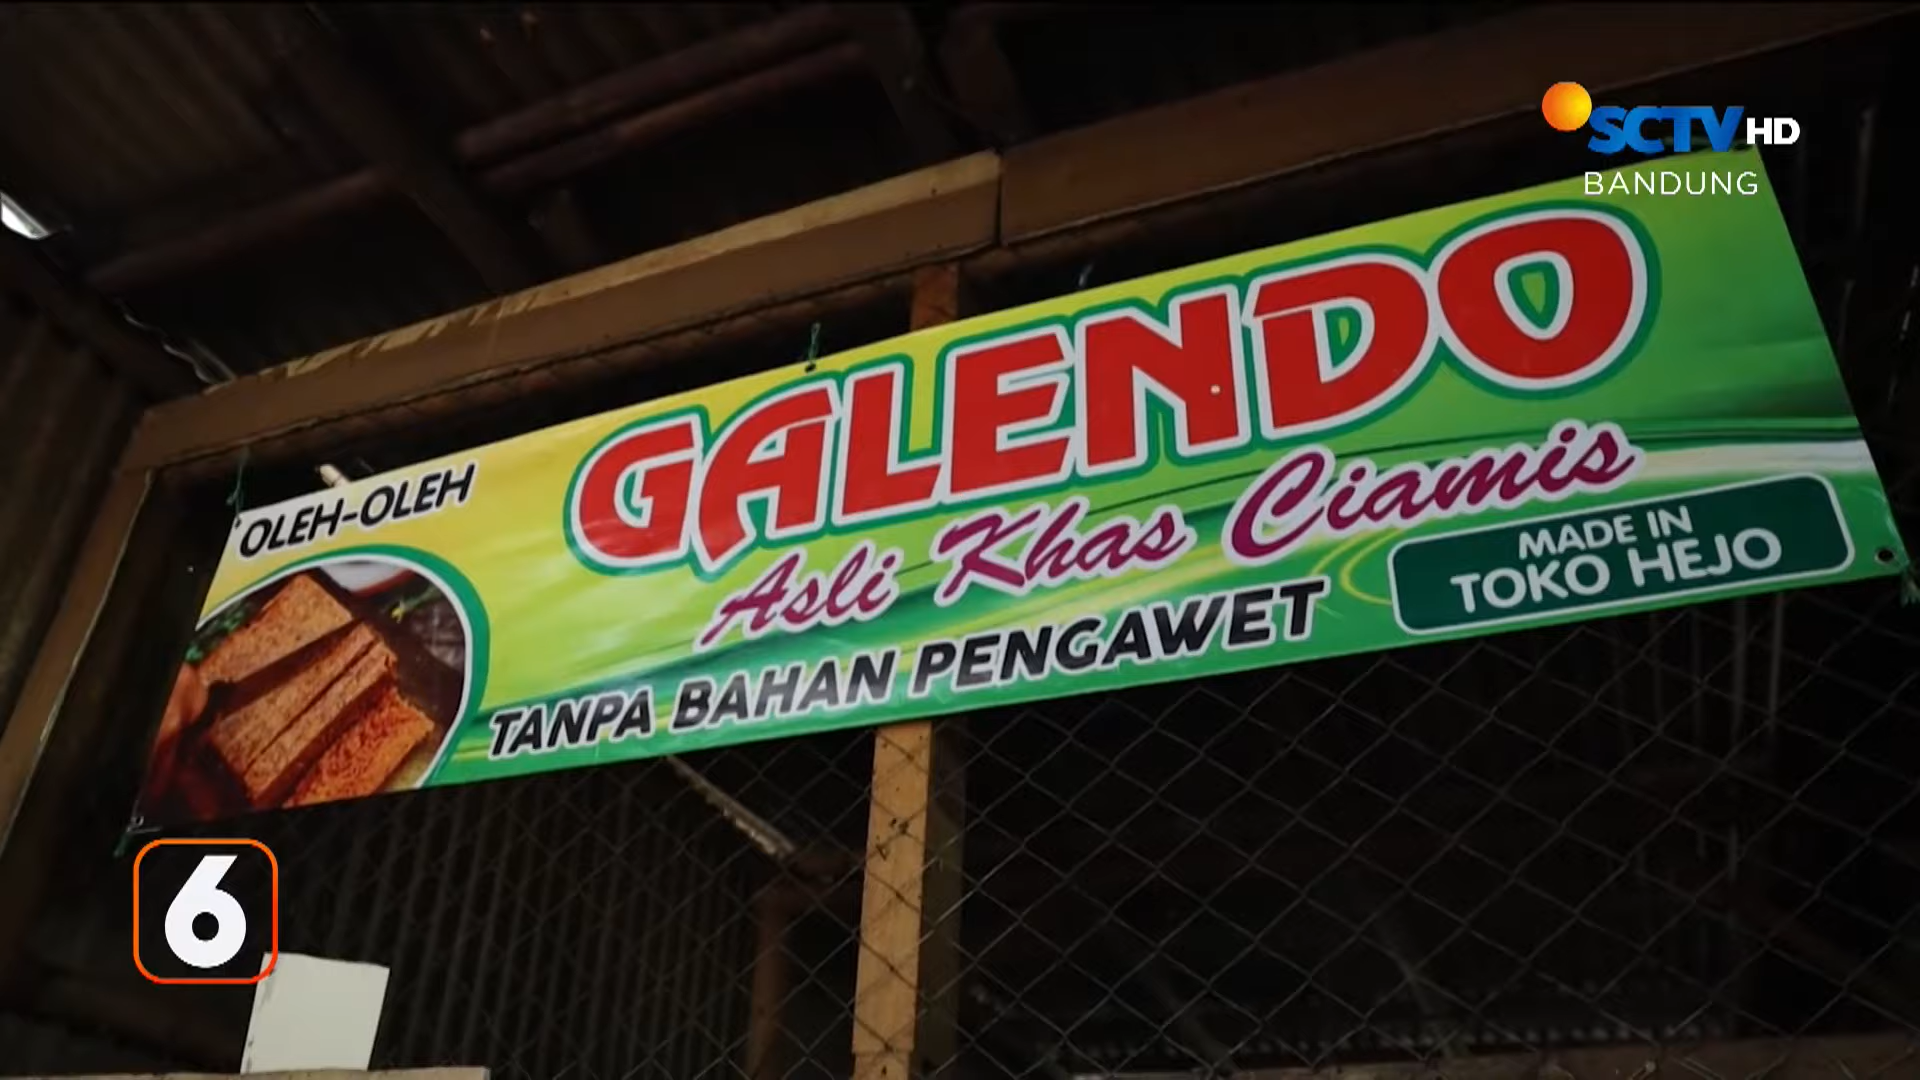 SCTV HD
BANDUNG
OLEH-OLEH
GALENDO
Asli Khas Ciamis
TANPA BAHAN PENGAWET
MADE IN
TOKO HEJO
6